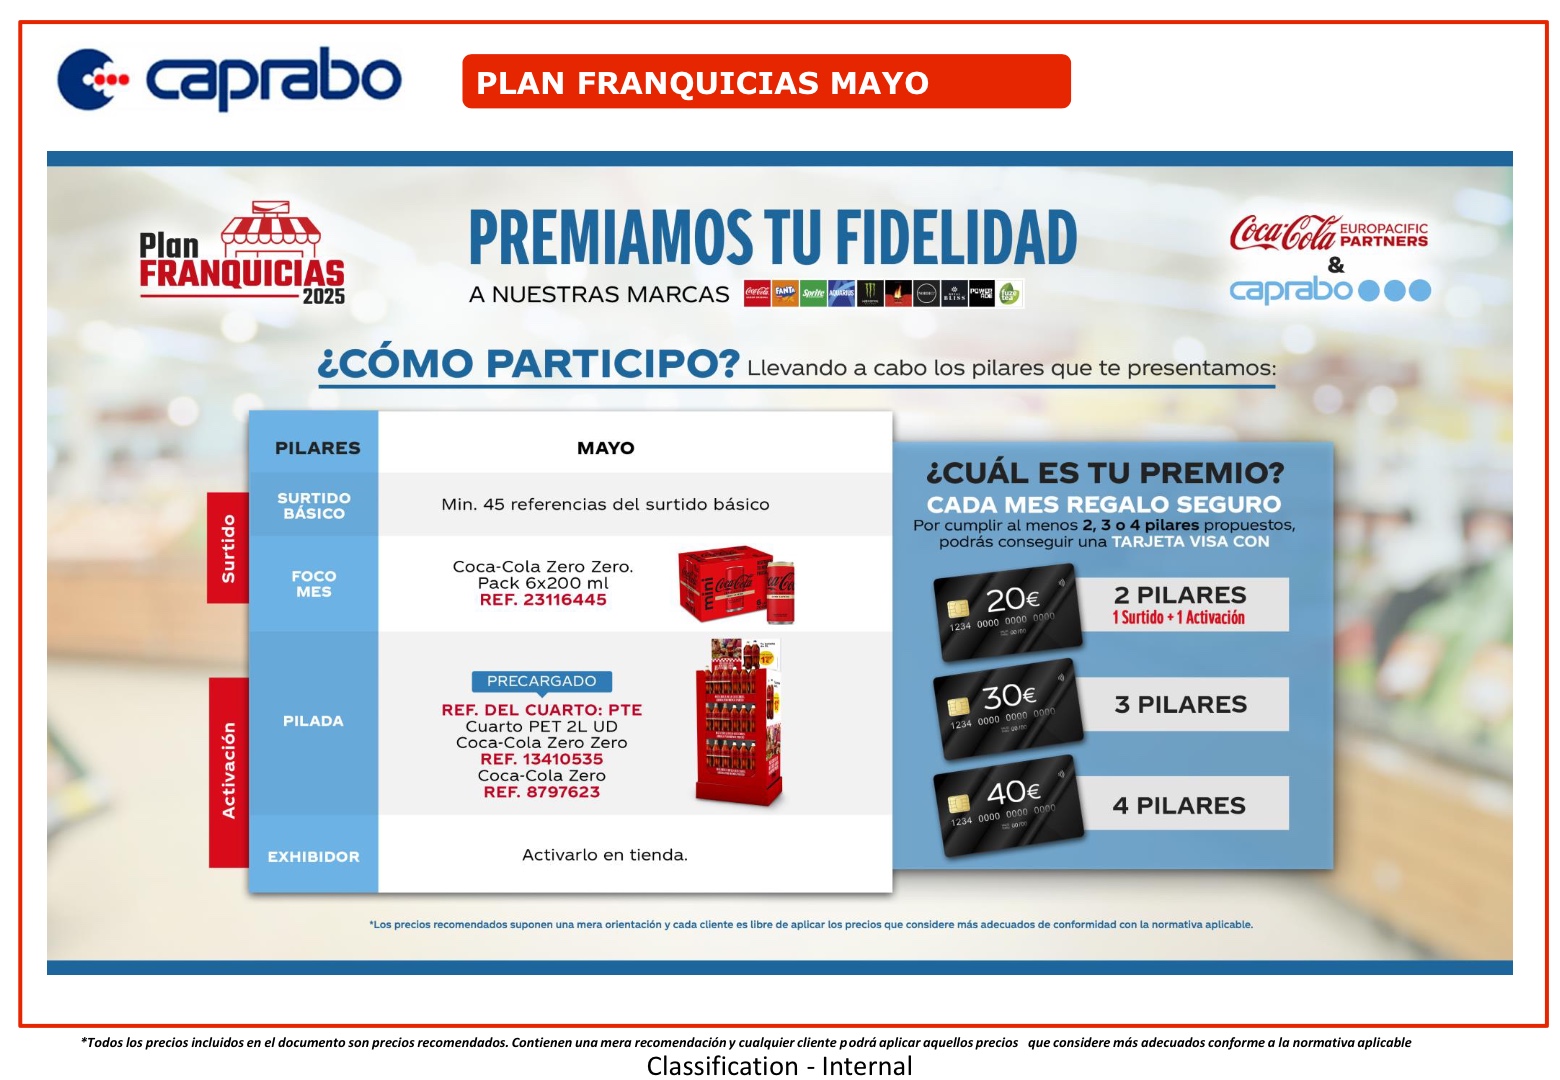 caprabo
PLAN FRANQUICIAS MAYO
Plan
FRANQUICIAS
2025
PREMIAMOS TU FIDELIDAD
A NUESTRAS MARCAS
Coca-Cola EUROPACIFIC
PARTNERS
&
caprabo
¿CÓMO PARTICIPO? Llevando a cabo los pilares que te presentamos:
PILARES
MAYO
Surtido
SURTIDO
BÁSICO
Min. 45 referencias del surtido básico
FOCO
MES
Coca-Cola Zero Zero.
Pack 6x200 ml
REF. 23116445
Activación
PILADA
PRECARGADO
REF. DEL CUARTO: PTE
Cuarto PET 2L UD
Coca-Cola Zero Zero
REF. 13410535
Coca-Cola Zero
REF. 8797623
EXHIBIDOR
Activarlo en tienda.
¿CUÁL ES TU PREMIO?
CADA MES REGALO SEGURO
Por cumplir al menos 2, 3 o 4 pilares propuestos,
podrás conseguir una TARJETA VISA CON
20€
1234 0000 0000 0000
2 PILARES
1 Surtido + 1 Activación
30€
1234 0000 0000 0000
3 PILARES
40€
1234 0000 0000 0000
4 PILARES
*Los precios recomendados suponen una mera orientación y cada cliente es libre de aplicar los precios que considere más adecuados de conformidad con la normativa aplicable.
*Todos los precios incluidos en el documento son precios recomendados. Contienen una mera recomendación y cualquier cliente podrá aplicar aquellos precios que considere más adecuados conforme a la normativa aplicable
Classification - Internal